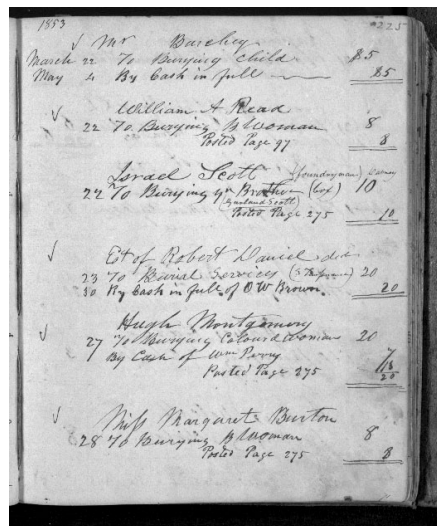 1853 225
Mr Barchey
March 22 To Burying child $5
May 4 By Cash in full $5
William A Read
22 To Burying B Woman 8
Posted Page 97 8
Israel Scott (foundryman)
22 To Burying yr Brother (box) 10
Posted Page 275 10
Est of Robert Daniel decd
23 To Burial Services 20
30 By Cash in full of O W Brown 20
Hugh Montgomery
27 To Burying Coloured woman 20
By Cash of Wm Perry 7
Posted Page 275 13
20
Miss Margaret Burton
28 To Burying B Woman 8
Posted Page 275 8